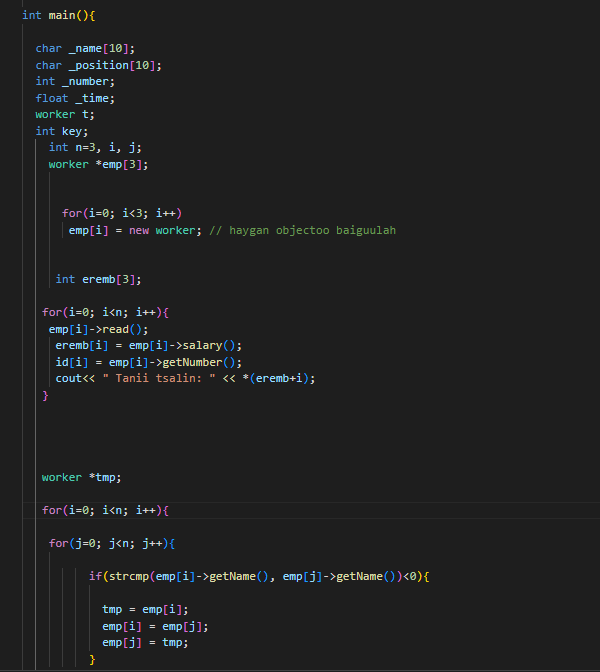 int main(){
char _name[10];
char _position[10];
int _number;
float _time;
worker t;
int key;
int n=3, i, j;
worker *emp[3];
for(i=0; i<3; i++)
emp[i] = new worker; // haygan objectoo baiguulah
int eremb[3];
for(i=0; i<n; i++){
emp[i]->read();
eremb[i] = emp[i]->salary();
id[i] = emp[i]->getNumber();
cout<< " Tanii tsalin: " << *(eremb+i);
}
worker *tmp;
for(i=0; i<n; i++){
for(j=0; j<n; j++){
if(strcmp(emp[i]->getName(), emp[j]->getName())<0){
tmp = emp[i];
emp[i] = emp[j];
emp[j] = tmp;
}